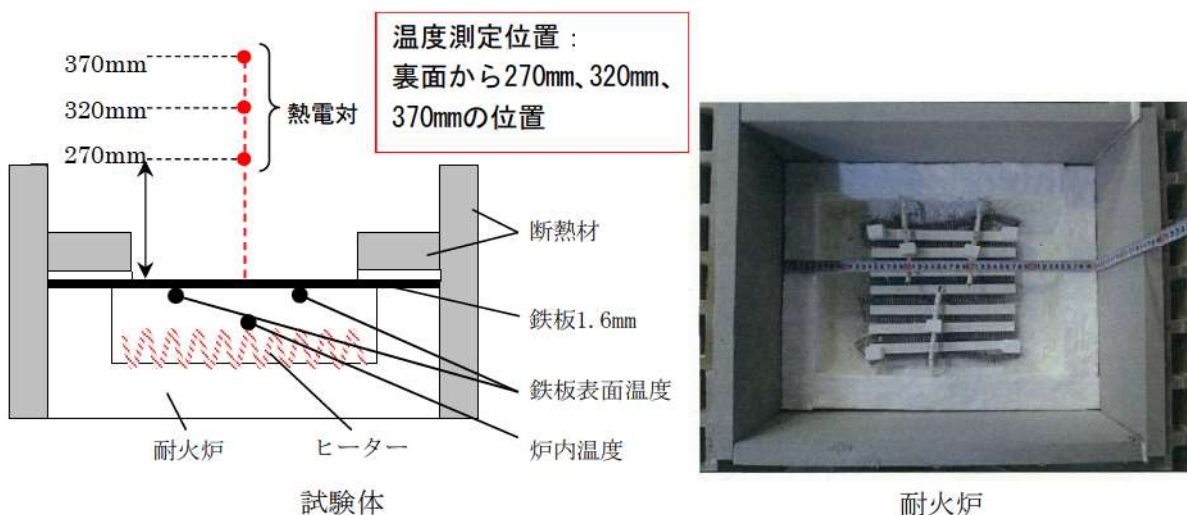 370mm
320mm
270mm
熱電対
温度測定位置：
裏面から270mm、320mm、
370mmの位置
断熱材
鉄板1.6mm
鉄板表面温度
炉内温度
耐火炉
ヒーター
試験体
耐火炉